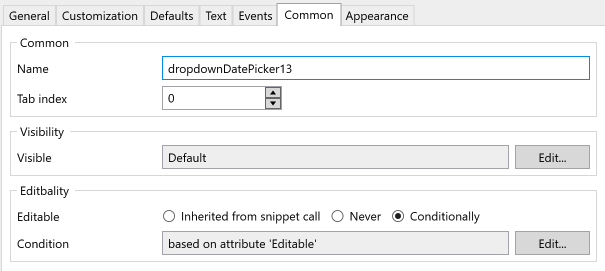 General Customization Defaults Text Events Common Appearance
Common
Name dropdownDatePicker13
Tab index 0
Visibility
Visible Default Edit...
Editbality
Editable Inherited from snippet call Never Conditionally
Condition based on attribute 'Editable' Edit...